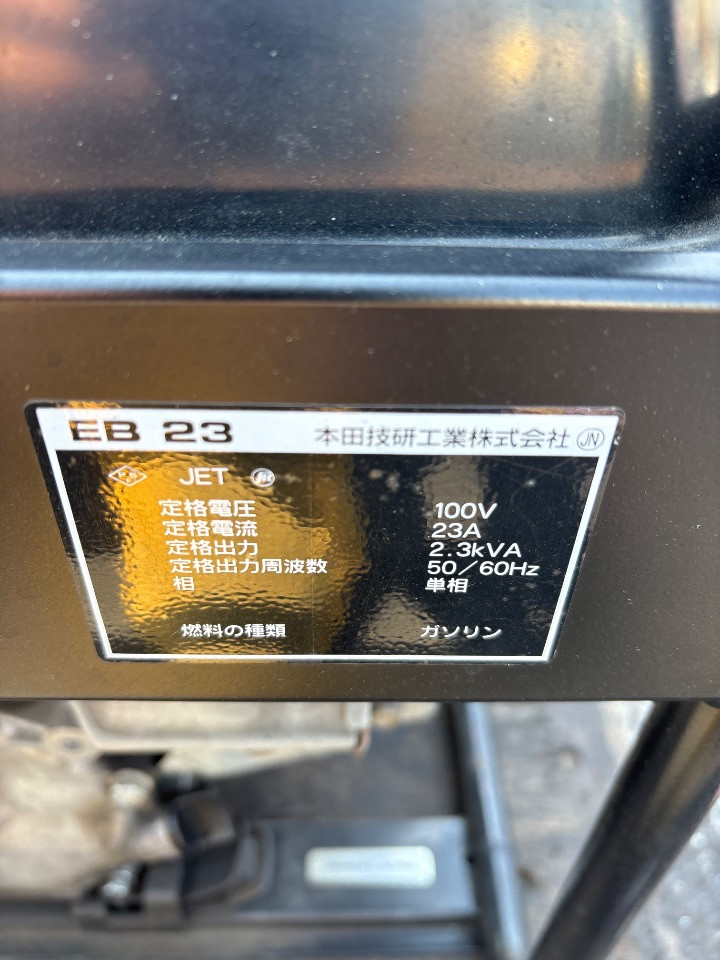 EB 23 本田技研工業株式会社 JN
JET
定格電圧 100V
定格電流 23A
定格出力 2.3kVA
定格出力周波数 50/60Hz
相 単相
燃料の種類 ガソリン